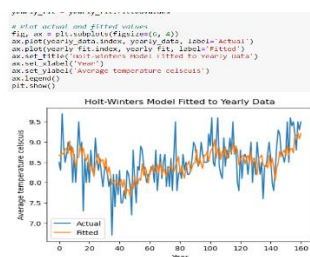 # Plot actual and fitted values
fig, ax = plt.subplots(figsize=(6, 4))
ax.plot(yearly_data.index, yearly_data, label='Actual')
ax.plot(yearly_fit.index, yearly_fit, label='Fitted')
ax.set_title('Holt-Winters Model Fitted to Yearly Data')
ax.set_xlabel('Year')
ax.set_ylabel('Average temperature celscuis')
ax.legend()
plt.show()
Holt-Winters Model Fitted to Yearly Data
Average temperature celscuis
9.5
9.0
8.5
8.0
7.5
7.0
Actual
Fitted
0 20 40 60 80 100 120 140 160